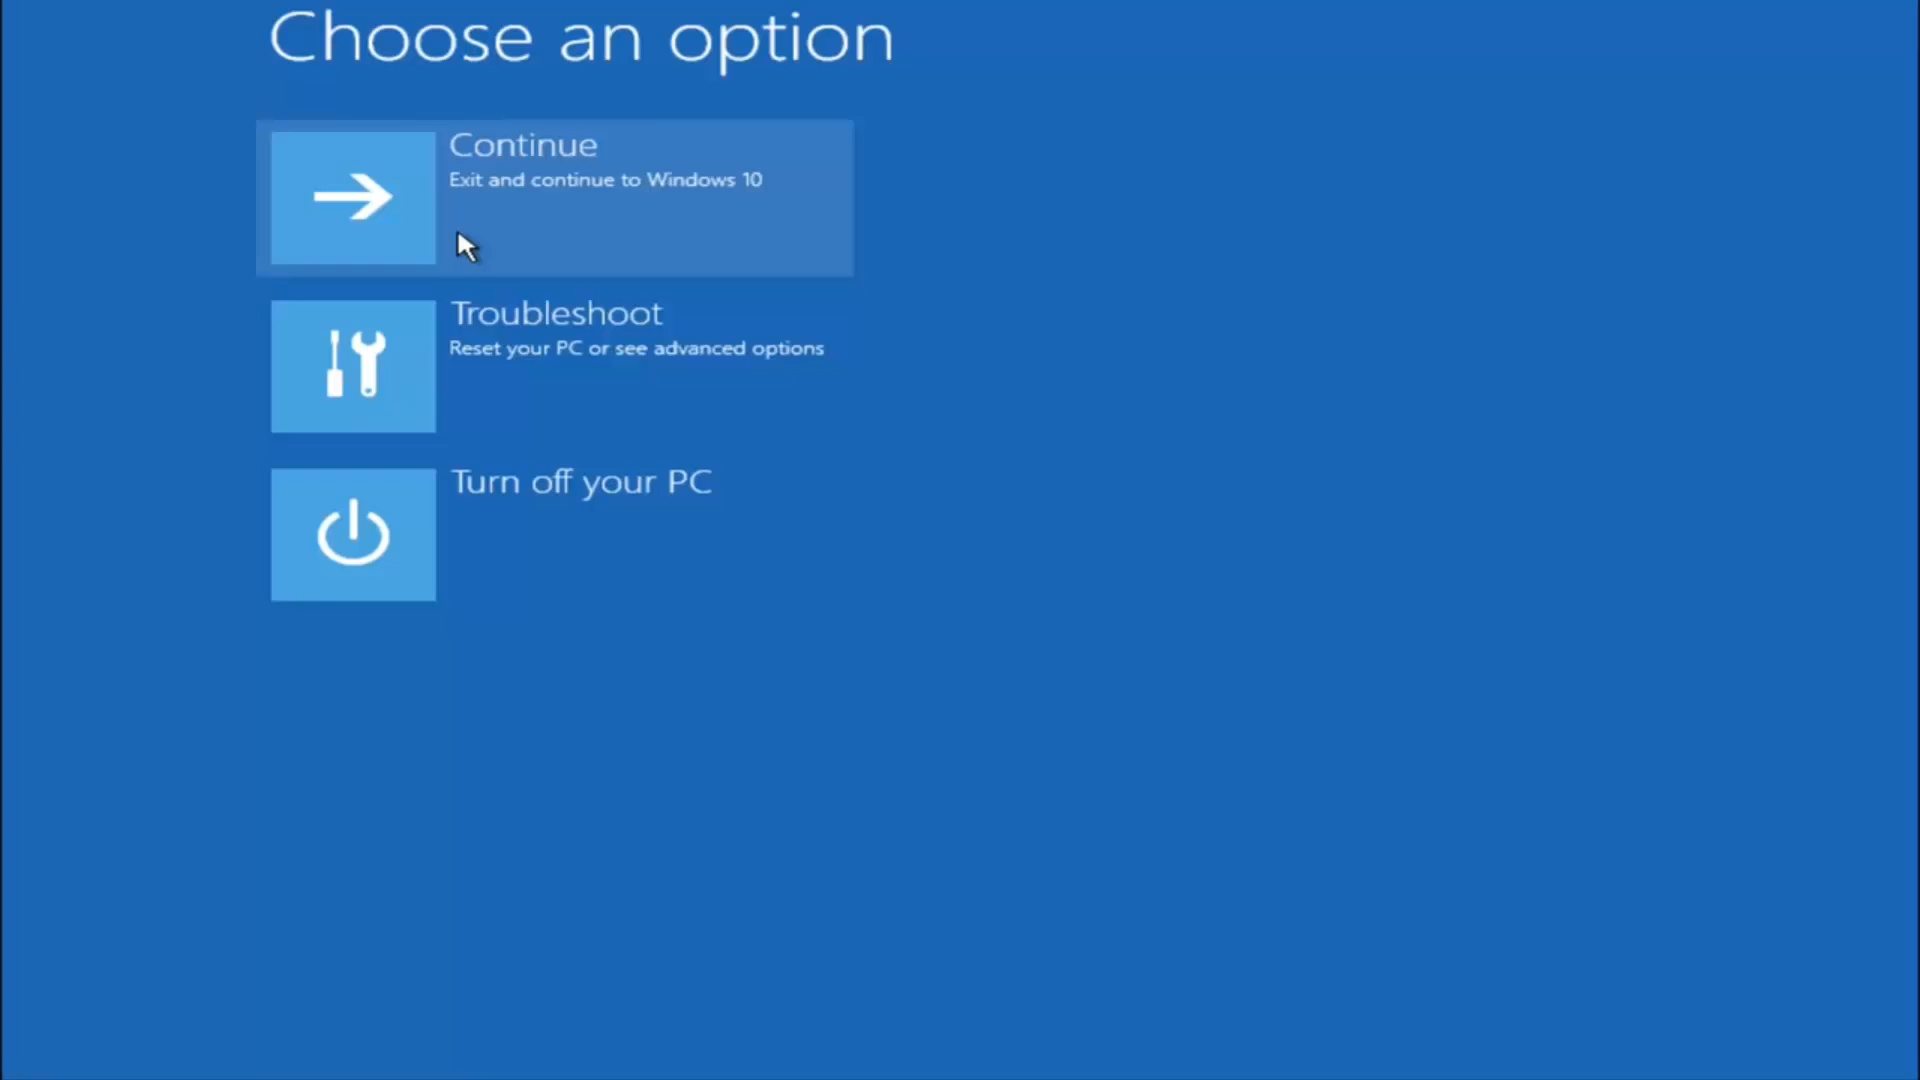 Choose an option
Continue
Exit and continue to Windows 10
Troubleshoot
Reset your PC or see advanced options
Turn off your PC